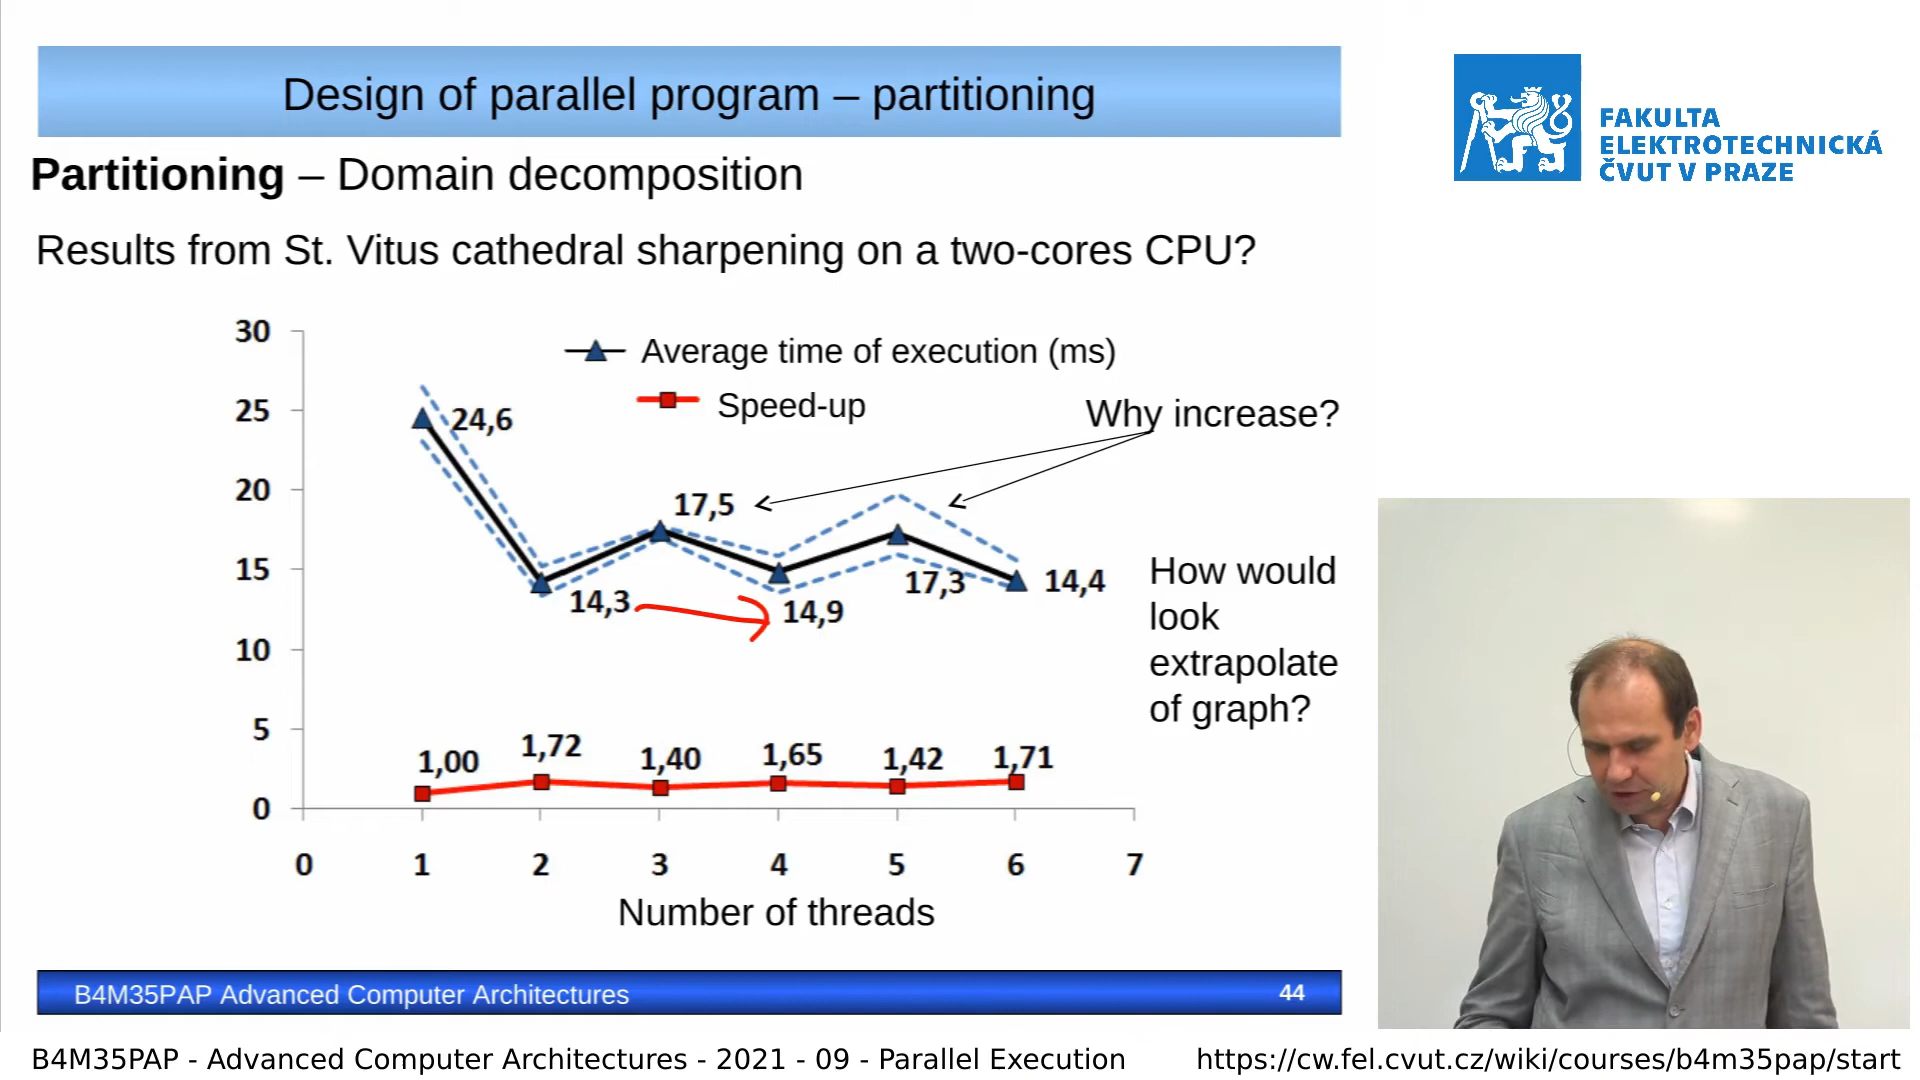 Design of parallel program – partitioning
FAKULTA
ELEKTROTECHNICKÁ
ČVUT V PRAZE
Partitioning – Domain decomposition
Results from St. Vitus cathedral sharpening on a two-cores CPU?
30
25
20
15
10
5
0
Average time of execution (ms)
Speed-up
Why increase?
24,6
14,3
17,5
14,9
17,3
14,4
How would
look
extrapolate
of graph?
1,00
1,72
1,40
1,65
1,42
1,71
0 1 2 3 4 5 6 7
Number of threads
B4M35PAP Advanced Computer Architectures 44
B4M35PAP - Advanced Computer Architectures - 2021 - 09 - Parallel Execution https://cw.fel.cvut.cz/wiki/courses/b4m35pap/start